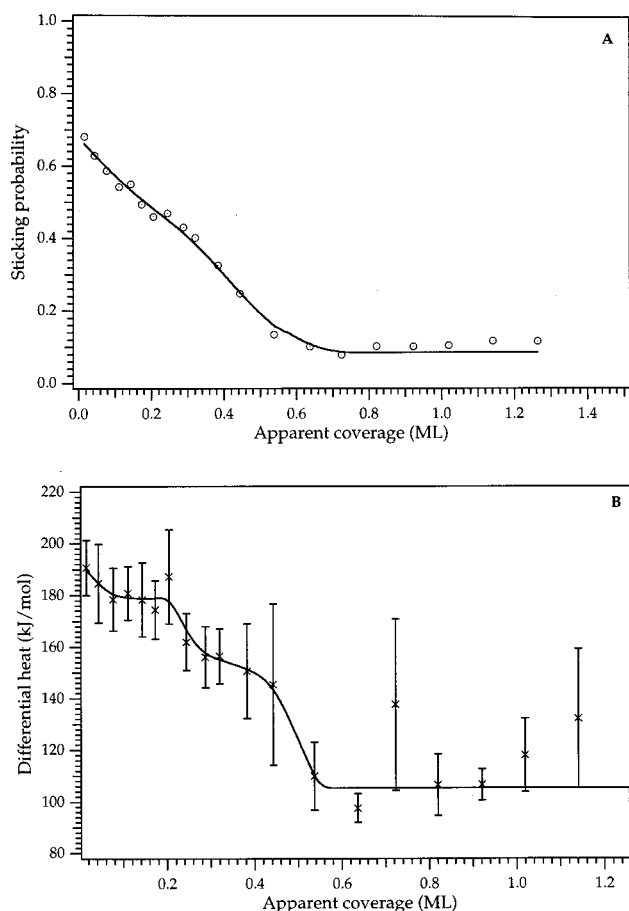 A
1.0
0.8
0.6
0.4
0.2
0.0
Sticking probability
0.0 0.2 0.4 0.6 0.8 1.0 1.2 1.4
Apparent coverage (ML)
B
220
200
180
160
140
120
100
80
Differential heat (kJ/mol)
0.2 0.4 0.6 0.8 1.0 1.2
Apparent coverage (ML)